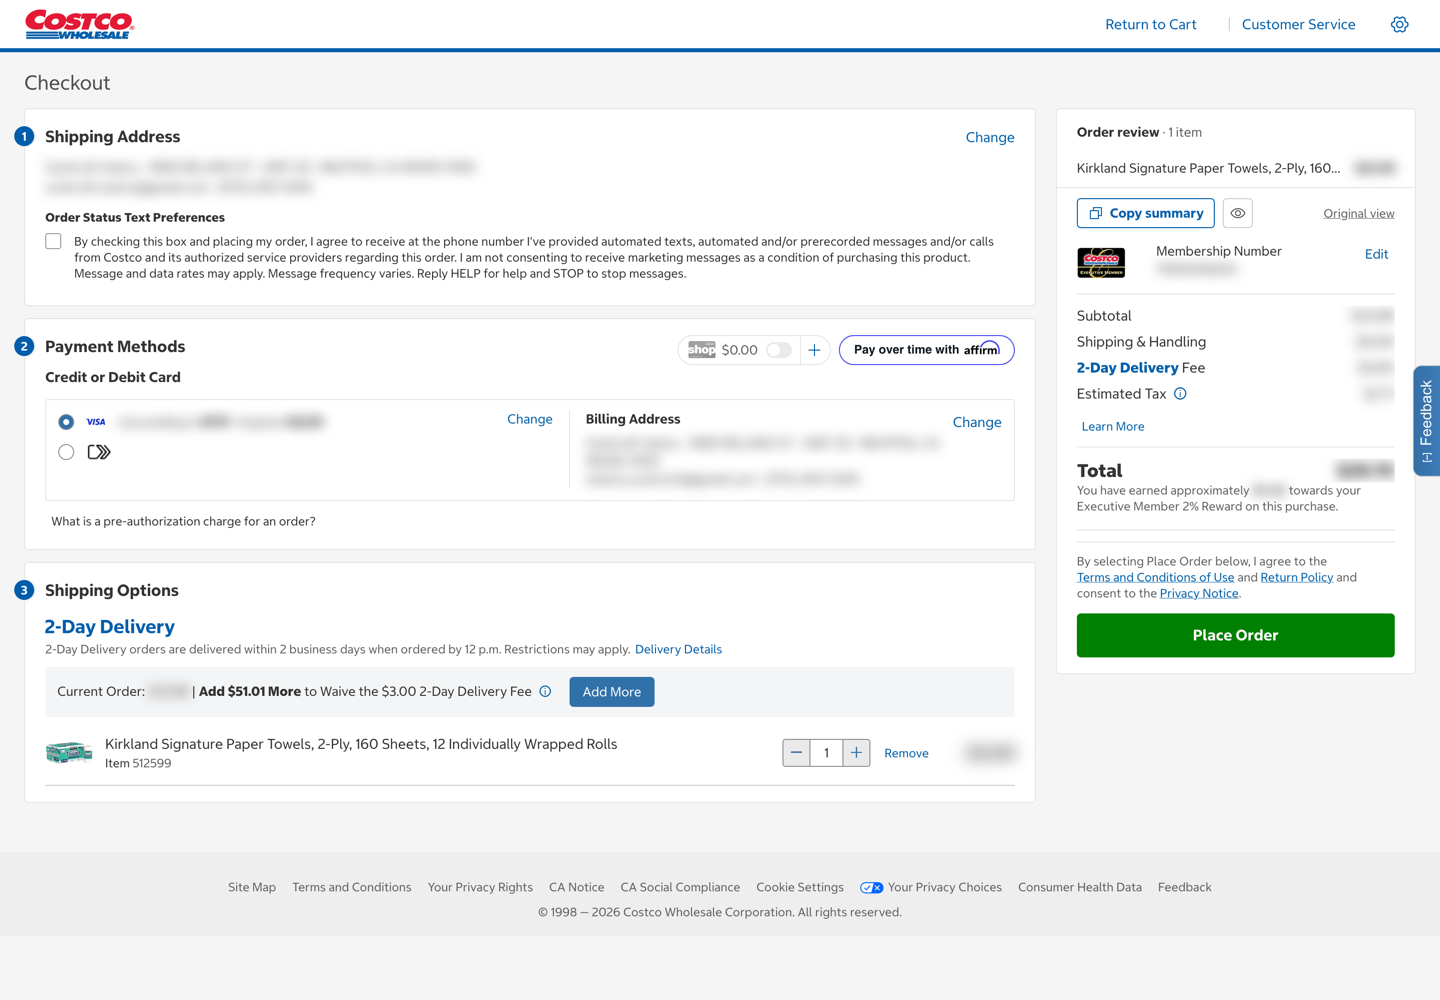 COSTCO
WHOLESALE
Return to Cart
Customer Service
Checkout
1
Shipping Address
Change
Order Status Text Preferences
By checking this box and placing my order, I agree to receive at the phone number I've provided automated texts, automated and/or prerecorded messages and/or calls
from Costco and its authorized service providers regarding this order. I am not consenting to receive marketing messages as a condition of purchasing this product.
Message and data rates may apply. Message frequency varies. Reply HELP for help and STOP to stop messages.
2
Payment Methods
shop $0.00
Pay over time with affirm
Credit or Debit Card
VISA
Change
Billing Address
Change
What is a pre-authorization charge for an order?
3
Shipping Options
2-Day Delivery
2-Day Delivery orders are delivered within 2 business days when ordered by 12 p.m. Restrictions may apply. Delivery Details
Current Order: | Add $51.01 More to Waive the $3.00 2-Day Delivery Fee
Add More
Kirkland Signature Paper Towels, 2-Ply, 160 Sheets, 12 Individually Wrapped Rolls
Item 512599
1
Remove
Order review · 1 item
Kirkland Signature Paper Towels, 2-Ply, 160...
Copy summary
Original view
COSTCO
WHOLESALE
EXECUTIVE MEMBER
Membership Number
Edit
Subtotal
Shipping & Handling
2-Day Delivery Fee
Estimated Tax
Learn More
Total
You have earned approximately towards your
Executive Member 2% Reward on this purchase.
By selecting Place Order below, I agree to the
Terms and Conditions of Use and Return Policy and
consent to the Privacy Notice.
Place Order
[-] Feedback
Site Map
Terms and Conditions
Your Privacy Rights
CA Notice
CA Social Compliance
Cookie Settings
Your Privacy Choices
Consumer Health Data
Feedback
© 1998 – 2026 Costco Wholesale Corporation. All rights reserved.